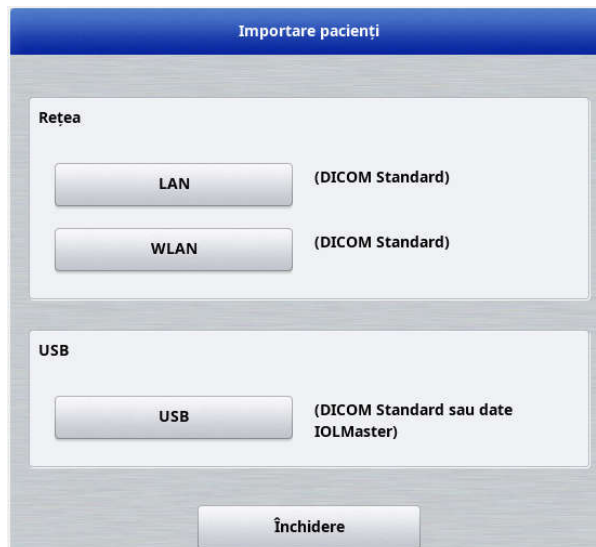 Importare pacienți
Rețea
LAN (DICOM Standard)
WLAN (DICOM Standard)
USB
USB (DICOM Standard sau date
IOLMaster)
Închidere